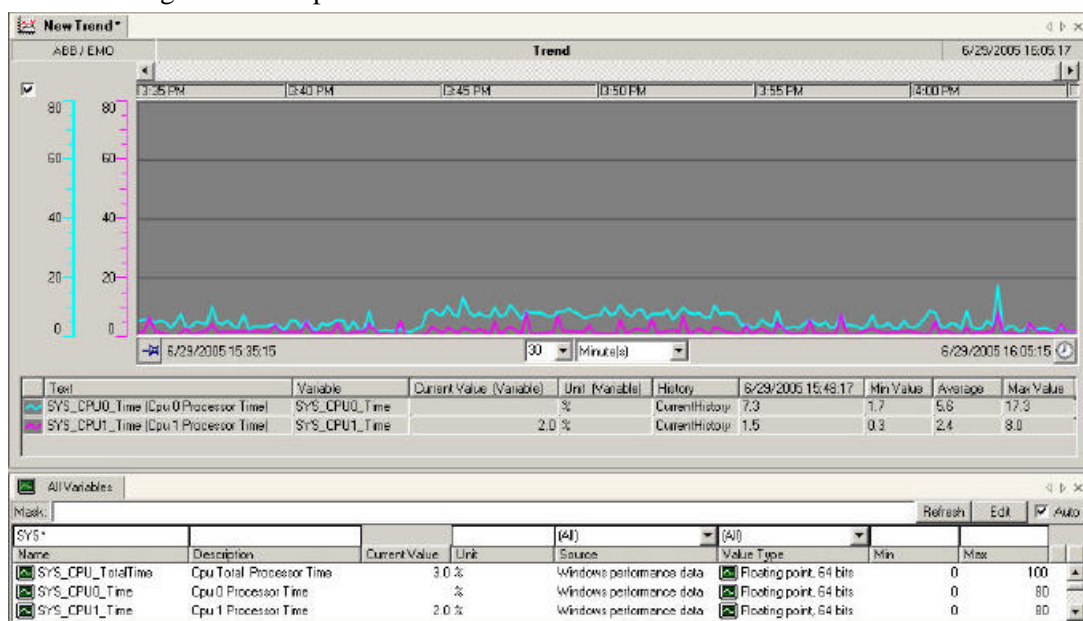 New Trend*
ABB / EMO Trend 6/29/2005 16:05:17
3:35 PM 3:40 PM 3:45 PM 3:50 PM 3:55 PM 4:00 PM
80 80
60 60
40 40
20 20
0 0
6/29/2005 15:35:15 30 Minute(s) 6/29/2005 16:05:15
Text Variable Current Value (Variable) Unit (Variable) History 6/29/2005 15:48:17 Min Value Average Max Value
SYS_CPU0_Time (Cpu 0 Processor Time) SYS_CPU0_Time % CurrentHistory 7.3 1.7 5.6 17.3
SYS_CPU1_Time (Cpu 1 Processor Time) SYS_CPU1_Time 2.0 % CurrentHistory 1.5 0.3 2.4 8.0
All Variables
Mask: Refresh Edit Auto
SYS* (All) (All)
Name Description Current Value Unit Source Value Type Min Max
SYS_CPU_TotalTime Cpu Total Processor Time 3.0 % Windows performance data Floating point, 64 bits 0 100
SYS_CPU0_Time Cpu 0 Processor Time % Windows performance data Floating point, 64 bits 0 80
SYS_CPU1_Time Cpu 1 Processor Time 2.0 % Windows performance data Floating point, 64 bits 0 80